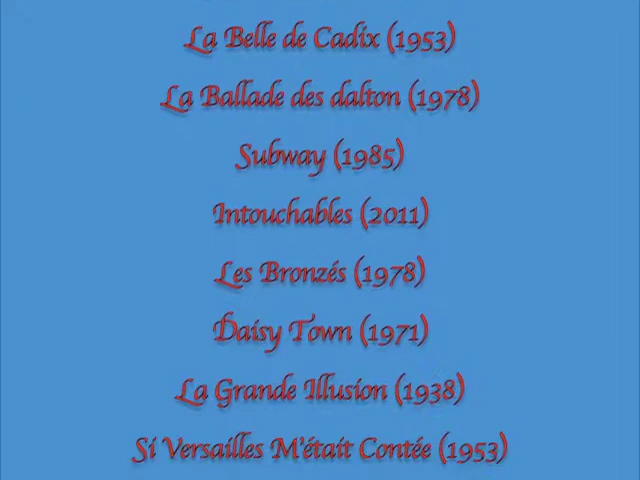 La Belle de Cadix (1953)
La Ballade des dalton (1978)
Subway (1985)
Intouchables (2011)
Les Bronzés (1978)
Daisy Town (1971)
La Grande Illusion (1938)
Si Versailles M'était Contée (1953)